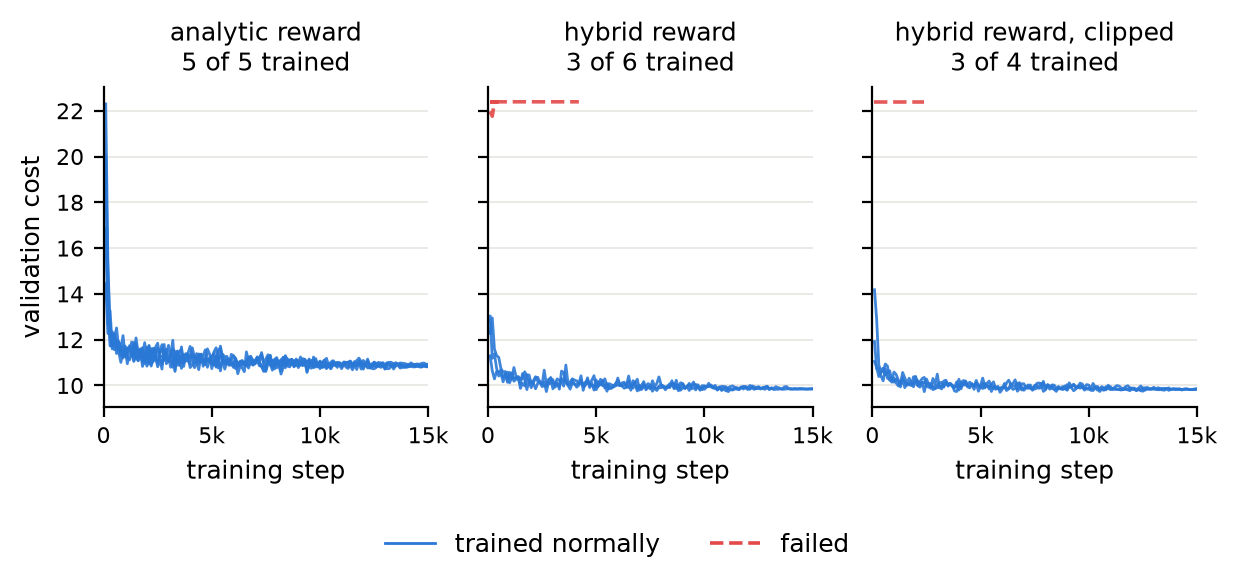 analytic reward
5 of 5 trained
hybrid reward
3 of 6 trained
hybrid reward, clipped
3 of 4 trained
validation cost
22
20
18
16
14
12
10
0
5k
10k
15k
0
5k
10k
15k
0
5k
10k
15k
training step
training step
training step
trained normally
failed